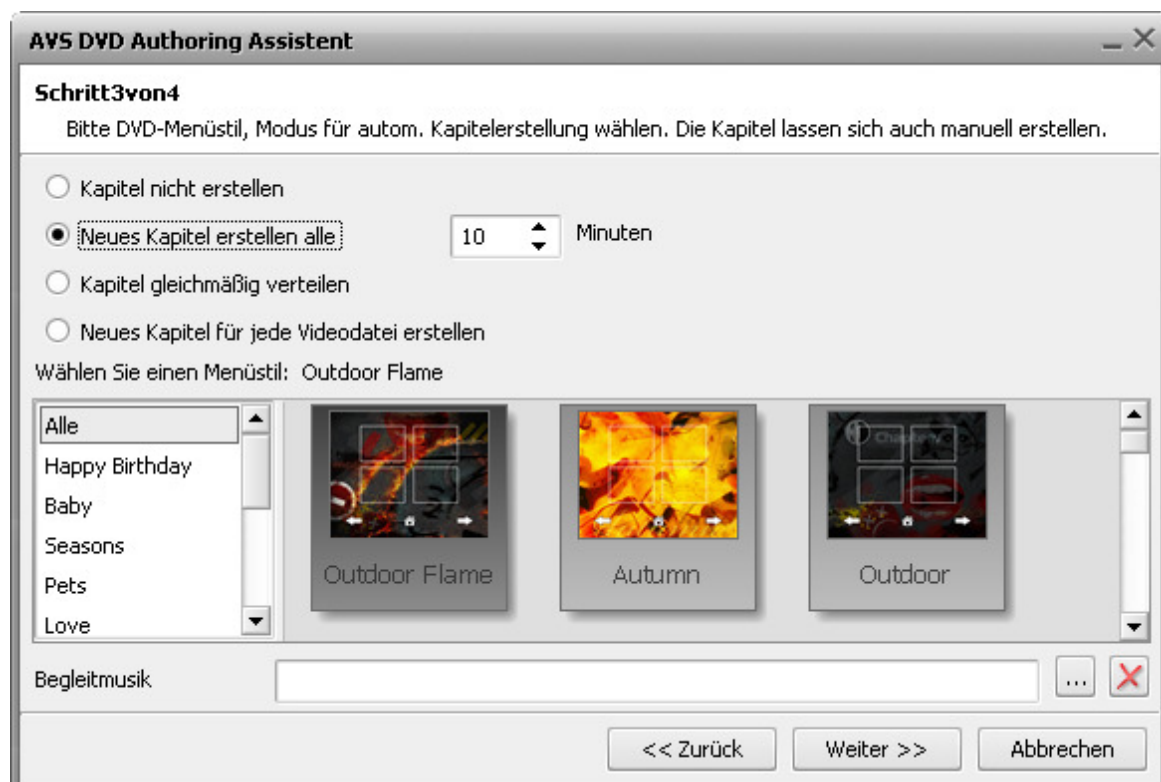 AVS DVD Authoring Assistent
Schritt3von4
Bitte DVD-Menüstil, Modus für autom. Kapitelerstellung wählen. Die Kapitel lassen sich auch manuell erstellen.
Kapitel nicht erstellen
Neues Kapitel erstellen alle 10 Minuten
Kapitel gleichmäßig verteilen
Neues Kapitel für jede Videodatei erstellen
Wählen Sie einen Menüstil: Outdoor Flame
Alle
Happy Birthday
Baby
Seasons
Pets
Love
Outdoor Flame
Autumn
Chapters
Outdoor
Begleitmusik
...
<< Zurück
Weiter >>
Abbrechen